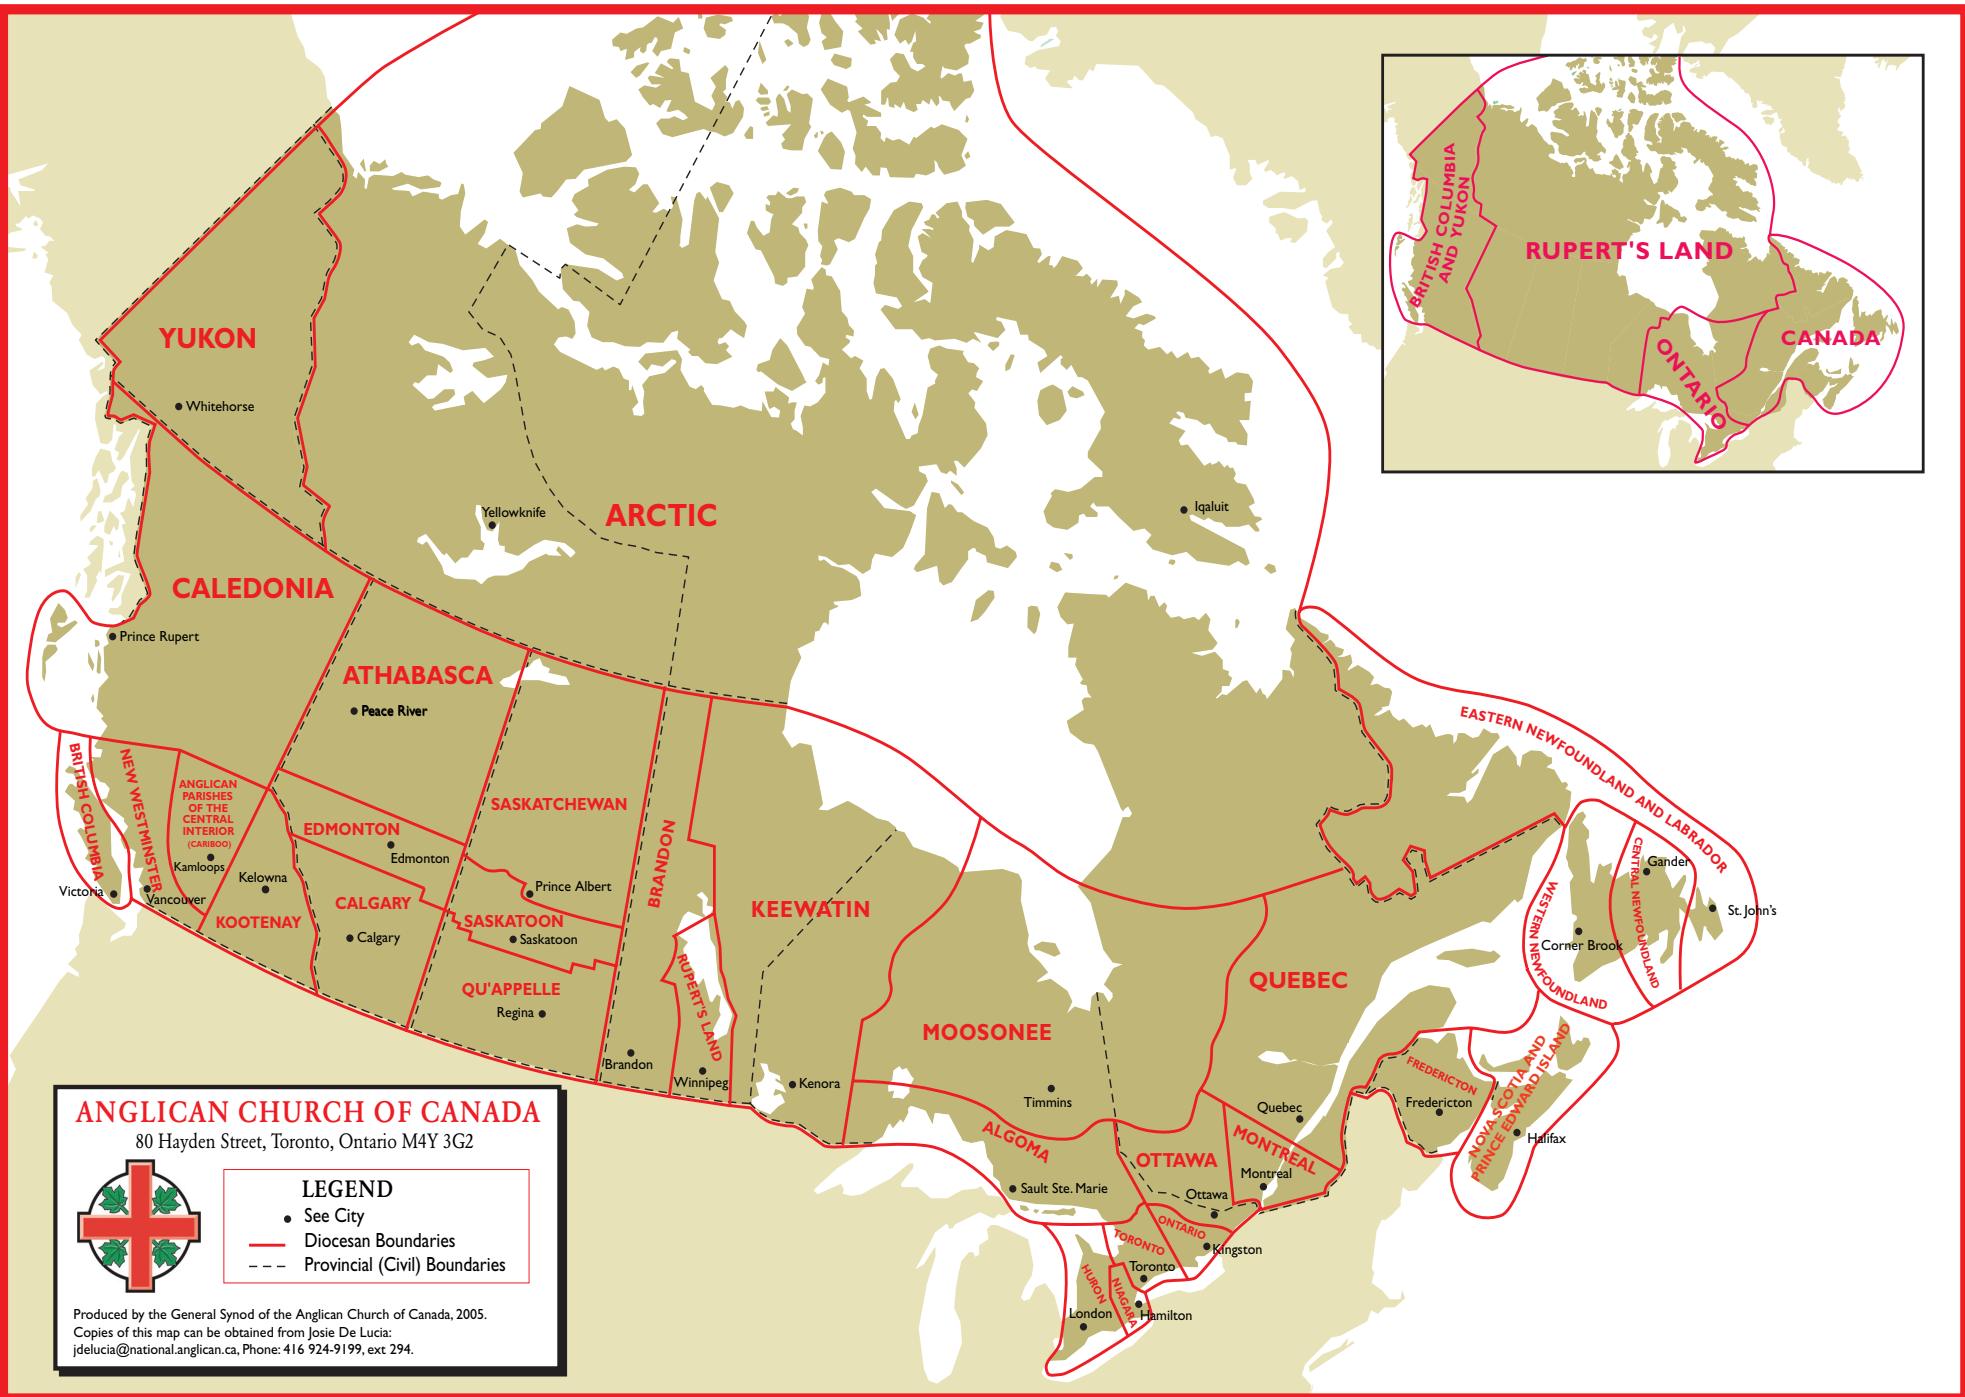 YUKON
Whitehorse
CALEDONIA
Prince Rupert
Yellowknife
ARCTIC
Iqaluit
ATHABASCA
Peace River
BRITISH COLUMBIA
Victoria
NEW WESTMINSTER
Vancouver
ANGLICAN
PARISHES
OF THE
CENTRAL
INTERIOR
(CARIBOO)
Kamloops
Kelowna
KOOTENAY
EDMONTON
Edmonton
CALGARY
Calgary
SASKATCHEWAN
Prince Albert
SASKATOON
Saskatoon
QU'APPELLE
Regina
BRANDON
Brandon
RUPERT'S LAND
Winnipeg
KEEWATIN
Kenora
MOOSONEE
Timmins
ALGOMA
Sault Ste. Marie
HURON
London
NIAGARA
Hamilton
TORONTO
Toronto
ONTARIO
Kingston
OTTAWA
Ottawa
MONTREAL
Montreal
QUEBEC
Quebec
FREDERICTON
Fredericton
NOVA SCOTIA AND
PRINCE EDWARD ISLAND
Halifax
WESTERN NEWFOUNDLAND
Corner Brook
CENTRAL NEWFOUNDLAND
Gander
EASTERN NEWFOUNDLAND AND LABRADOR
St. John's
BRITISH COLUMBIA
AND YUKON
RUPERT'S LAND
ONTARIO
CANADA
ANGLICAN CHURCH OF CANADA
80 Hayden Street, Toronto, Ontario M4Y 3G2
LEGEND
See City
Diocesan Boundaries
Provincial (Civil) Boundaries
Produced by the General Synod of the Anglican Church of Canada, 2005.
Copies of this map can be obtained from Josie De Lucia:
jdelucia@national.anglican.ca, Phone: 416 924-9199, ext 294.